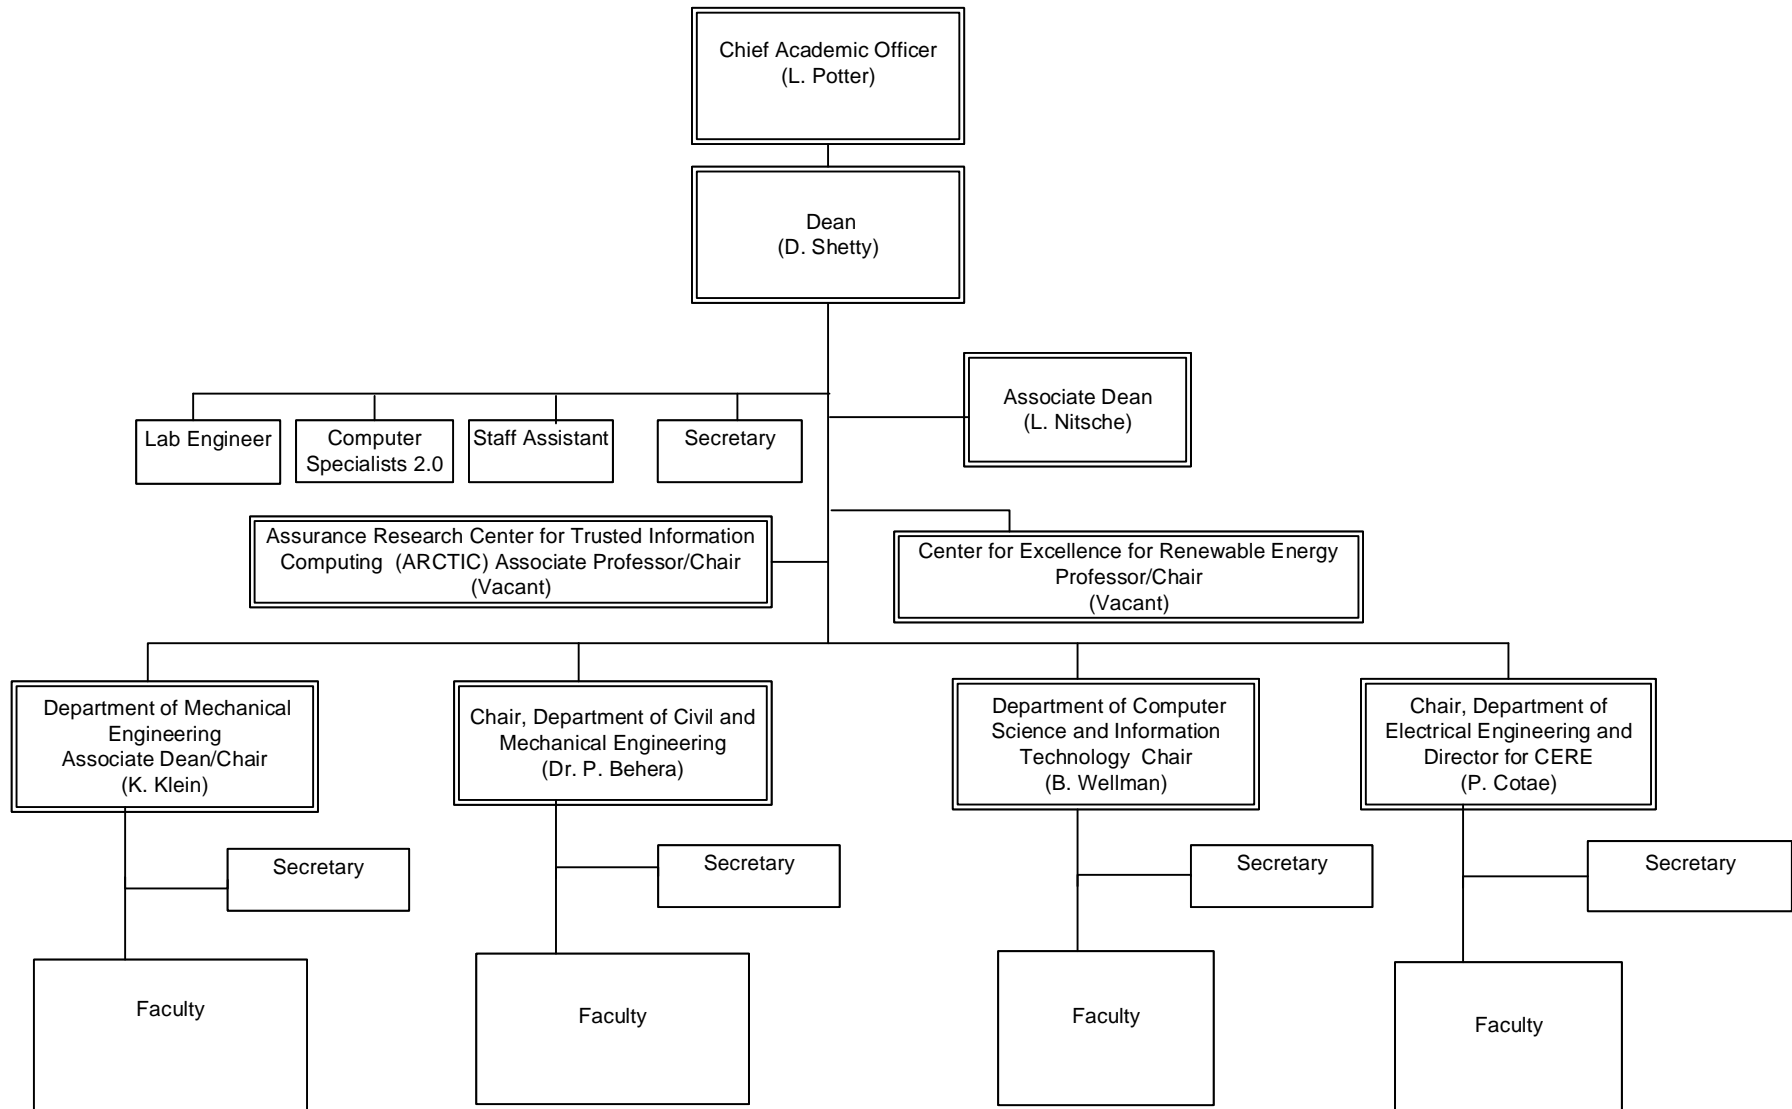 Chief Academic Officer
(L. Potter)
Dean
(D. Shetty)
Associate Dean
(L. Nitsche)
Lab Engineer
Computer
Specialists 2.0
Staff Assistant
Secretary
Assurance Research Center for Trusted Information
Computing (ARCTIC) Associate Professor/Chair
(Vacant)
Center for Excellence for Renewable Energy
Professor/Chair
(Vacant)
Department of Mechanical
Engineering
Associate Dean/Chair
(K. Klein)
Chair, Department of Civil and
Mechanical Engineering
(Dr. P. Behera)
Department of Computer
Science and Information
Technology Chair
(B. Wellman)
Chair, Department of
Electrical Engineering and
Director for CERE
(P. Cotae)
Secretary
Secretary
Secretary
Secretary
Faculty
Faculty
Faculty
Faculty